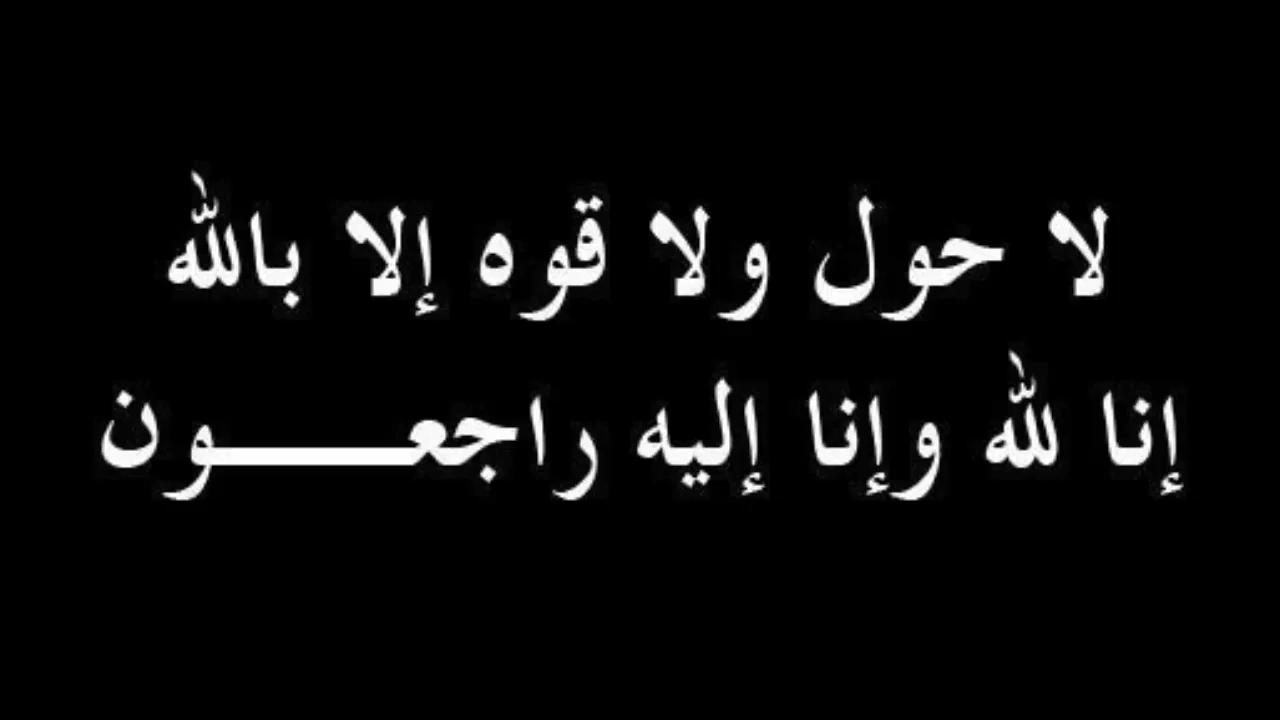 لا حول ولا قوه إلا بالله
إنا لله وإنا إليه راجعـــــون